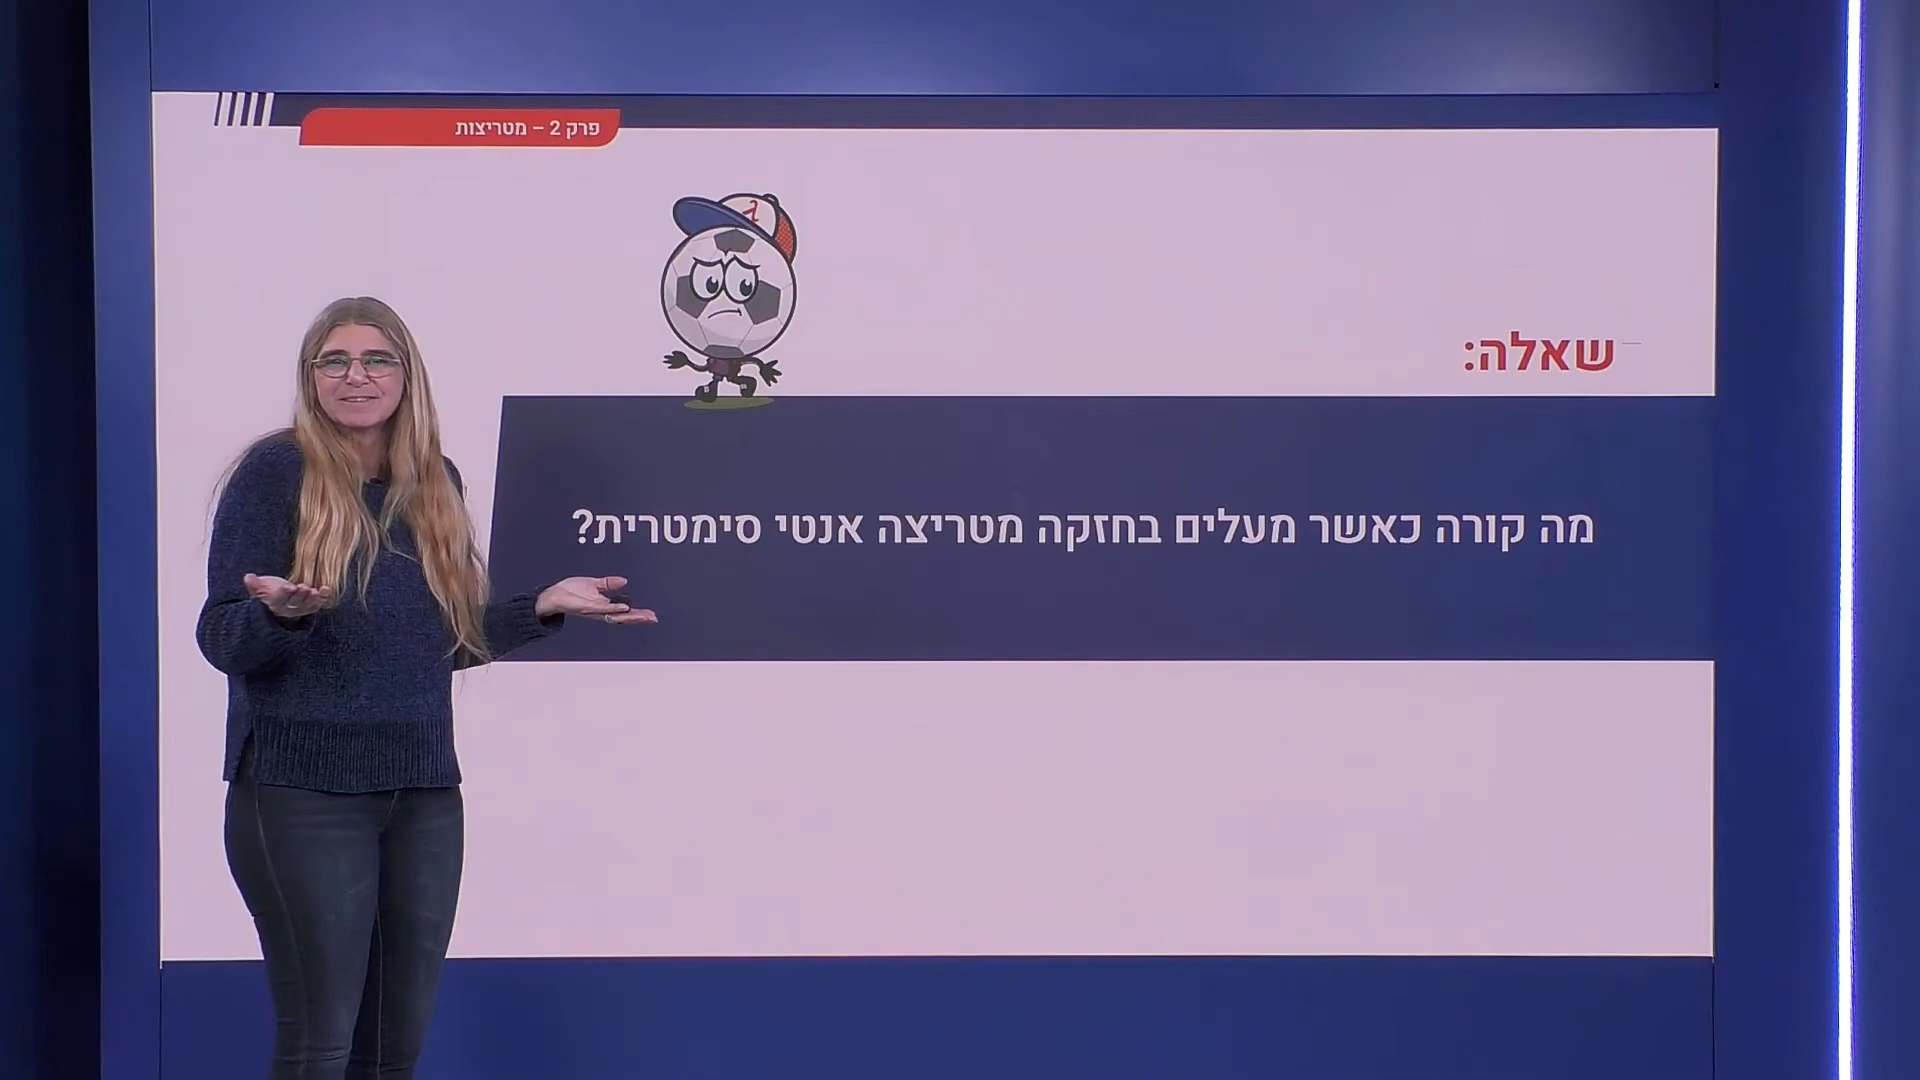 פרק 2 – מטריצות
שאלה:
מה קורה כאשר מעלים בחזקה מטריצה אנטי סימטרית?